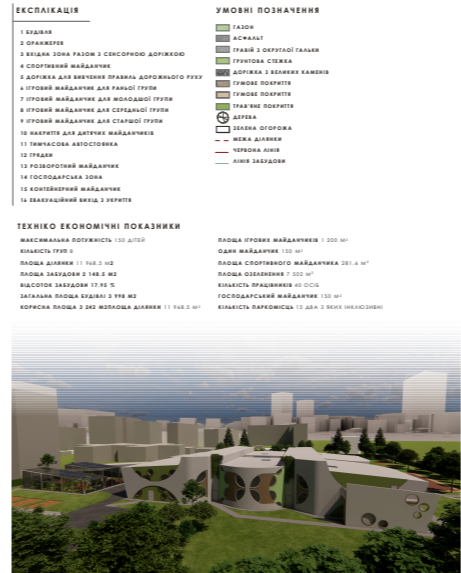 ЕКСПЛІКАЦІЯ
1 БУДІВЛЯ
2 ОРАНЖЕРЕЯ
3 ВХІДНА ЗОНА РАЗОМ З СЕНСОРНОЮ ДОРІЖКОЮ
4 СПОРТИВНИЙ МАЙДАНЧИК
5 ДОРІЖКА ДЛЯ ВИВЧЕННЯ ПРАВИЛЬ ДОРОЖНЬОГО РУХУ
6 ІГРОВИЙ МАЙДАНЧИК ДЛЯ РАНЬОЇ ГРУПИ
7 ІГРОВИЙ МАЙДАНЧИК ДЛЯ МОЛОДШОЇ ГРУПИ
8 ІГРОВИЙ МАЙДАНЧИК ДЛЯ СЕРЕДНЬОЇ ГРУПИ
9 ІГРОВИЙ МАЙДАНЧИК ДЛЯ СТАРШОЇ ГРУПИ
10 НАКРИТТЯ ДЛЯ ДИТЯЧИХ МАЙДАНЧИКІВ
11 ТИМЧАСОВА АВТОСТОЯНКА
12 ГРЯДКИ
13 РОЗВОРОТНИЙ МАЙДАНЧИК
14 ГОСПОДАРСЬКА ЗОНА
15 КОНТЕЙНЕРНИЙ МАЙДАНЧИК
16 ЕВАКУАЦІЙНИЙ ВИХІД З УКРИТТЯ
УМОВНІ ПОЗНАЧЕННЯ
ГАЗОН
АСФАЛЬТ
ГРАВІЙ З ОКРУГЛОЇ ГАЛЬКИ
ГРУНТОВА СТЕЖКА
ДОРІЖКА З ВЕЛИКИХ КАМЕНІВ
ГУМОВЕ ПОКРИТТЯ
ГУМОВЕ ПОКРИТТЯ
ТРАВ'ЯНЕ ПОКРИТТЯ
ДЕРЕВА
ЗЕЛЕНА ОГОРОЖА
МЕЖА ДІЛЯНКИ
ЧЕРВОНА ЛІНІЯ
ЛІНІЯ ЗАБУДОВИ
ТЕХНІКО ЕКОНОМІЧНІ ПОКАЗНИКИ
МАКСИМАЛЬНА ПОТУЖНІСТЬ 150 ДІТЕЙ
КІЛЬКІСТЬ ГРУП 8
ПЛОЩА ДІЛЯНКИ 11 968.5 М2
ПЛОЩА ЗАБУДОВИ 2 148.5 М2
ВІДСОТОК ЗАБУДОВИ 17.95 %
ЗАГАЛЬНА ПЛОЩА БУДІВЛІ 3 998 М2
КОРИСНА ПЛОЩА 3 242 М2ПЛОЩА ДІЛЯНКИ 11 968.5 М²
ПЛОЩА ІГРОВИХ МАЙДАНЧИКІВ 1 200 М²
ОДИН МАЙДАНЧИК 150 М²
ПЛОЩА СПОРТИВНОГО МАЙДАНЧИКА 281.6 М²
ПЛОЩА ОЗЕЛЕНЕННЯ 7 502 М²
КІЛЬКІСТЬ ПРАЦІВНИКІВ 40 ОСІБ
ГОСПОДАРСЬКИЙ МАЙДАНЧИК 150 М²
КІЛЬКІСТЬ ПАРКОМІСЦЬ 15 ДВА З ЯКИХ ІНКЛЮЗИВНІ